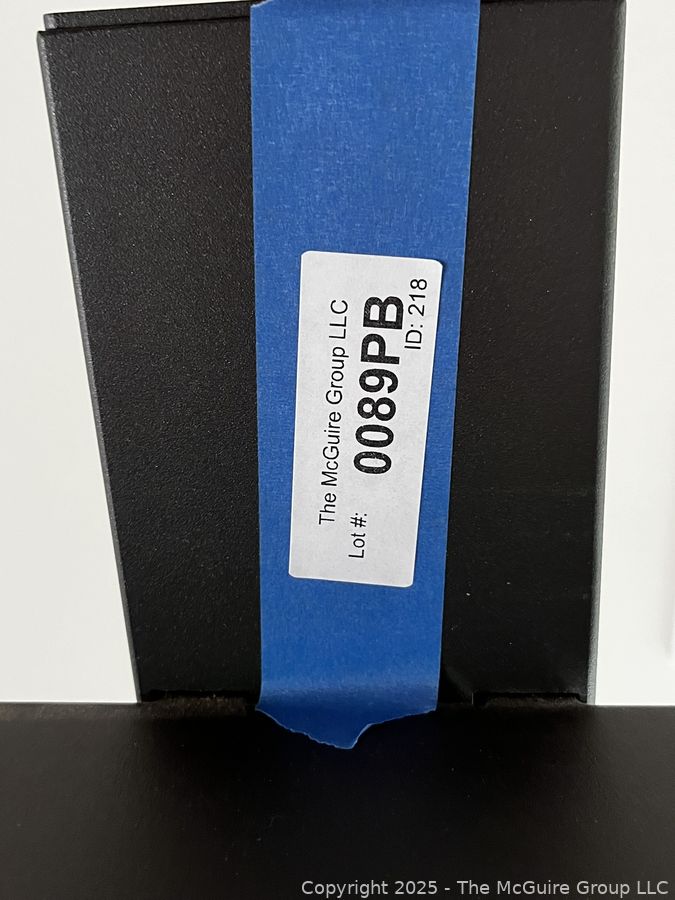 The McGuire Group LLC
Lot #: 0089PB
ID: 218
Copyright 2025 - The McGuire Group LLC